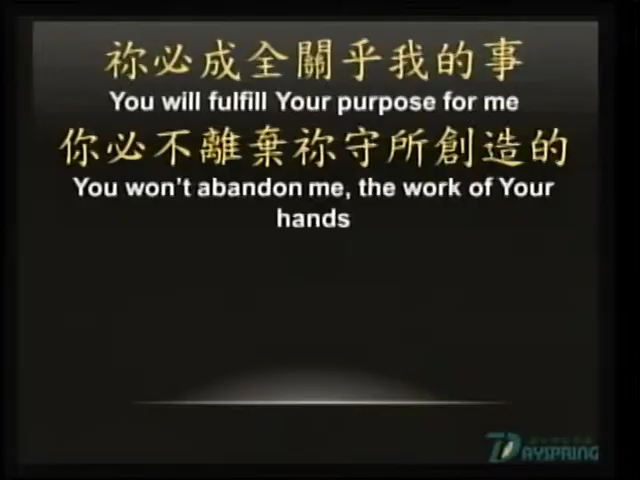 祢必成全關乎我的事
You will fulfill Your purpose for me
你必不離棄祢守所創造的
You won't abandon me, the work of Your
hands
DAYSPRING